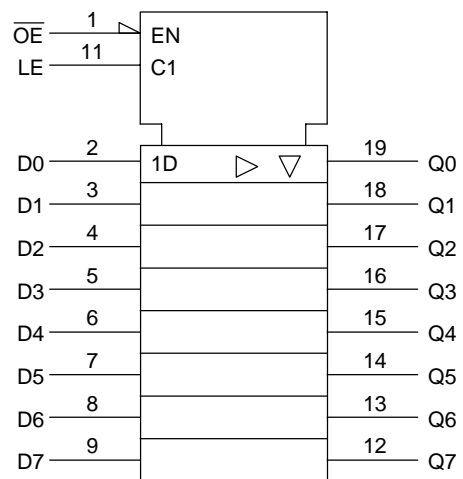 O̅E̅ 1 EN
LE 11 C1
D0 2 1D 19 Q0
D1 3 18 Q1
D2 4 17 Q2
D3 5 16 Q3
D4 6 15 Q4
D5 7 14 Q5
D6 8 13 Q6
D7 9 12 Q7